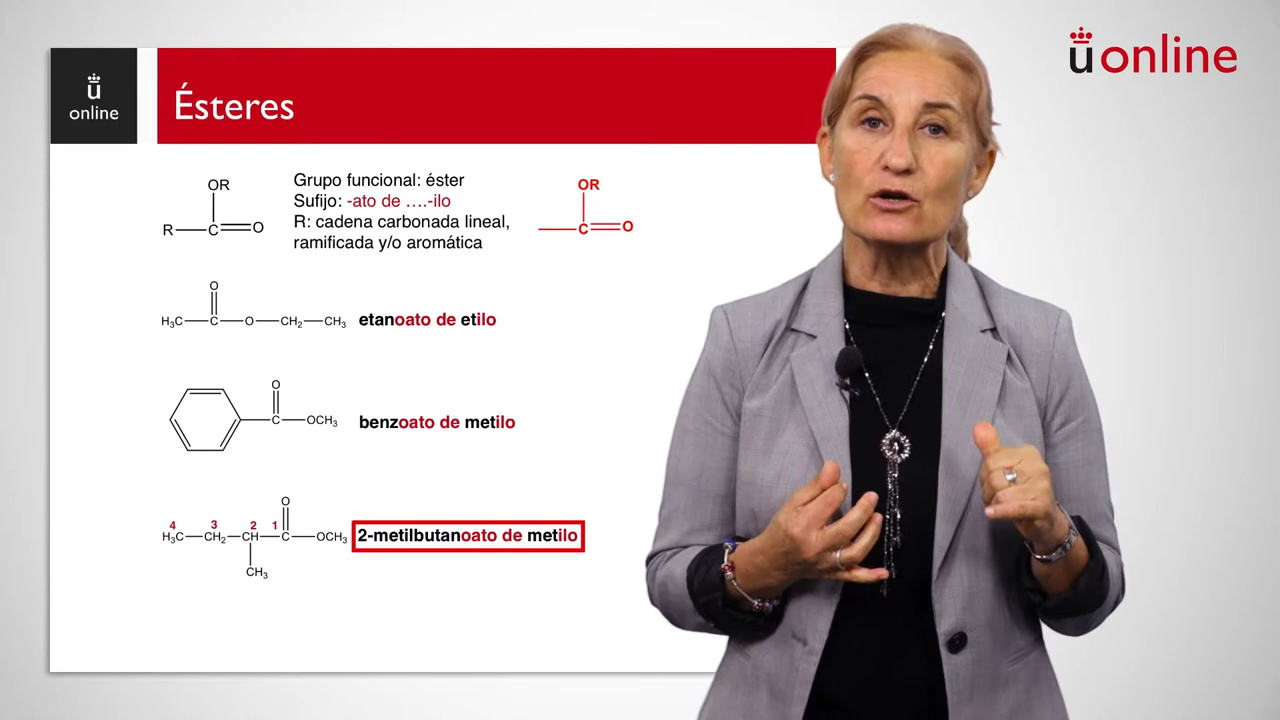 ü online
ü
online
Ésteres
OR
R C O
Grupo funcional: éster
Sufijo: -ato de ….-ilo
R: cadena carbonada lineal,
ramificada y/o aromática
OR
C O
O
H₃C C O CH₂ CH₃
etanoato de etilo
O
C OCH₃
benzoato de metilo
O
4 3 2 1
H₃C CH₂ CH C OCH₃
2-metilbutanoato de metilo
CH₃